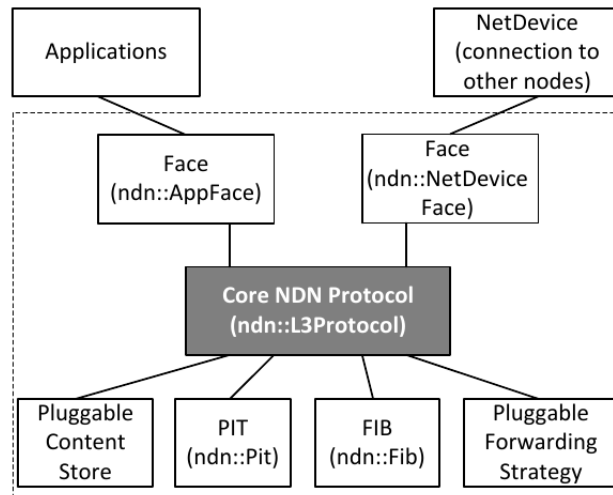 Applications
NetDevice
(connection to
other nodes)
Face
(ndn::AppFace)
Face
(ndn::NetDevice
Face)
Core NDN Protocol
(ndn::L3Protocol)
Pluggable
Content
Store
PIT
(ndn::Pit)
FIB
(ndn::Fib)
Pluggable
Forwarding
Strategy